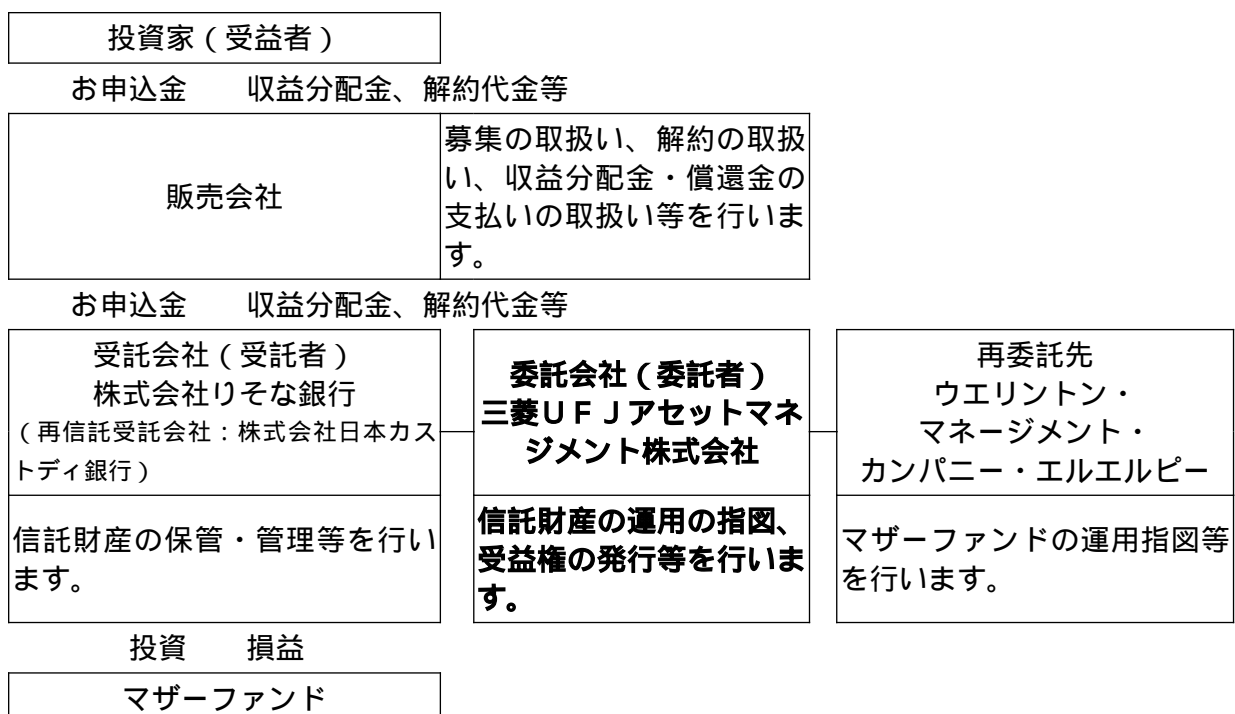 投資家（受益者）
お申込金　　収益分配金、解約代金等
販売会社
募集の取扱い、解約の取扱
い、収益分配金・償還金の
支払いの取扱い等を行いま
す。
お申込金　　収益分配金、解約代金等
受託会社（受託者）
株式会社りそな銀行
（再信託受託会社：株式会社日本カス
トディ銀行）
委託会社（委託者）
三菱ＵＦＪアセットマネ
ジメント株式会社
再委託先
ウエリントン・
マネージメント・
カンパニー・エルエルピー
信託財産の保管・管理等を行い
ます。
信託財産の運用の指図、
受益権の発行等を行いま
す。
マザーファンドの運用指図等
を行います。
投資　　損益
マザーファンド